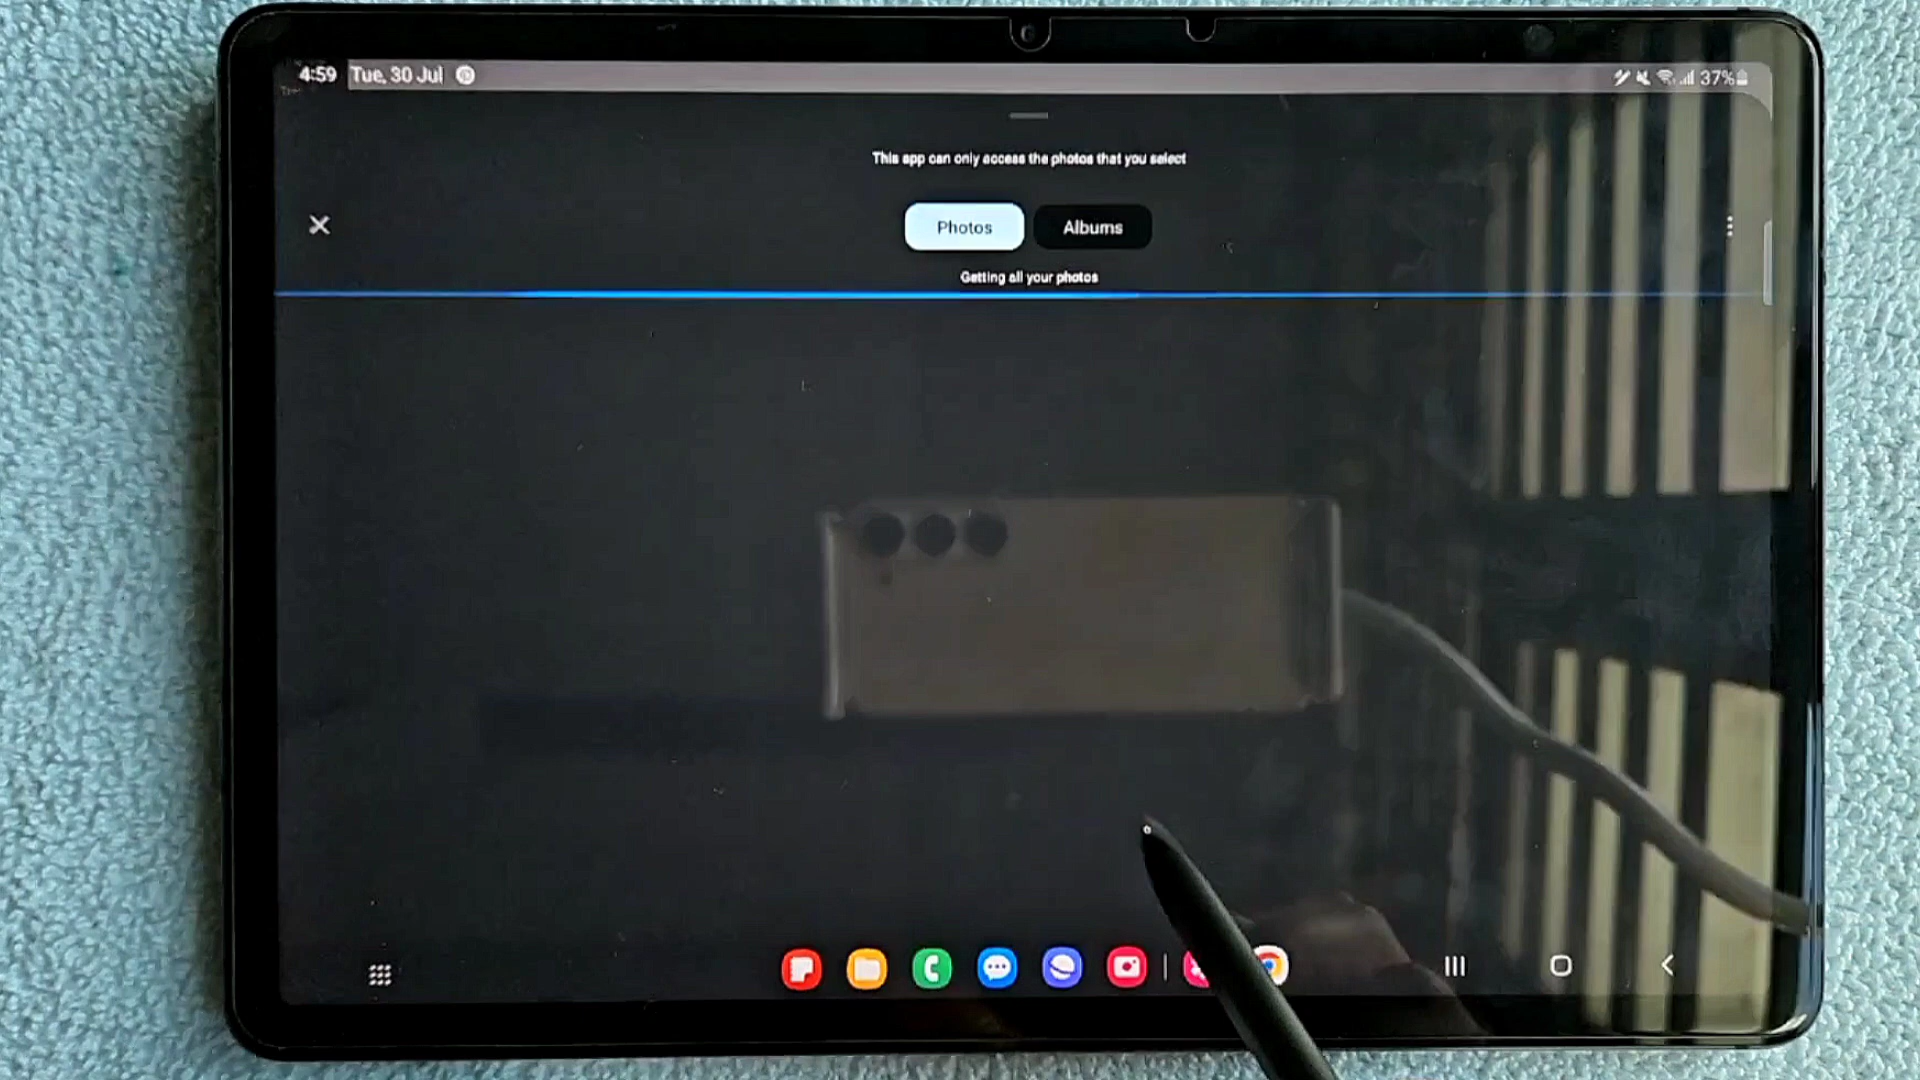 4:59 Tue, 30 Jul 37%
This app can only access the photos that you select
Photos Albums
Getting all your photos